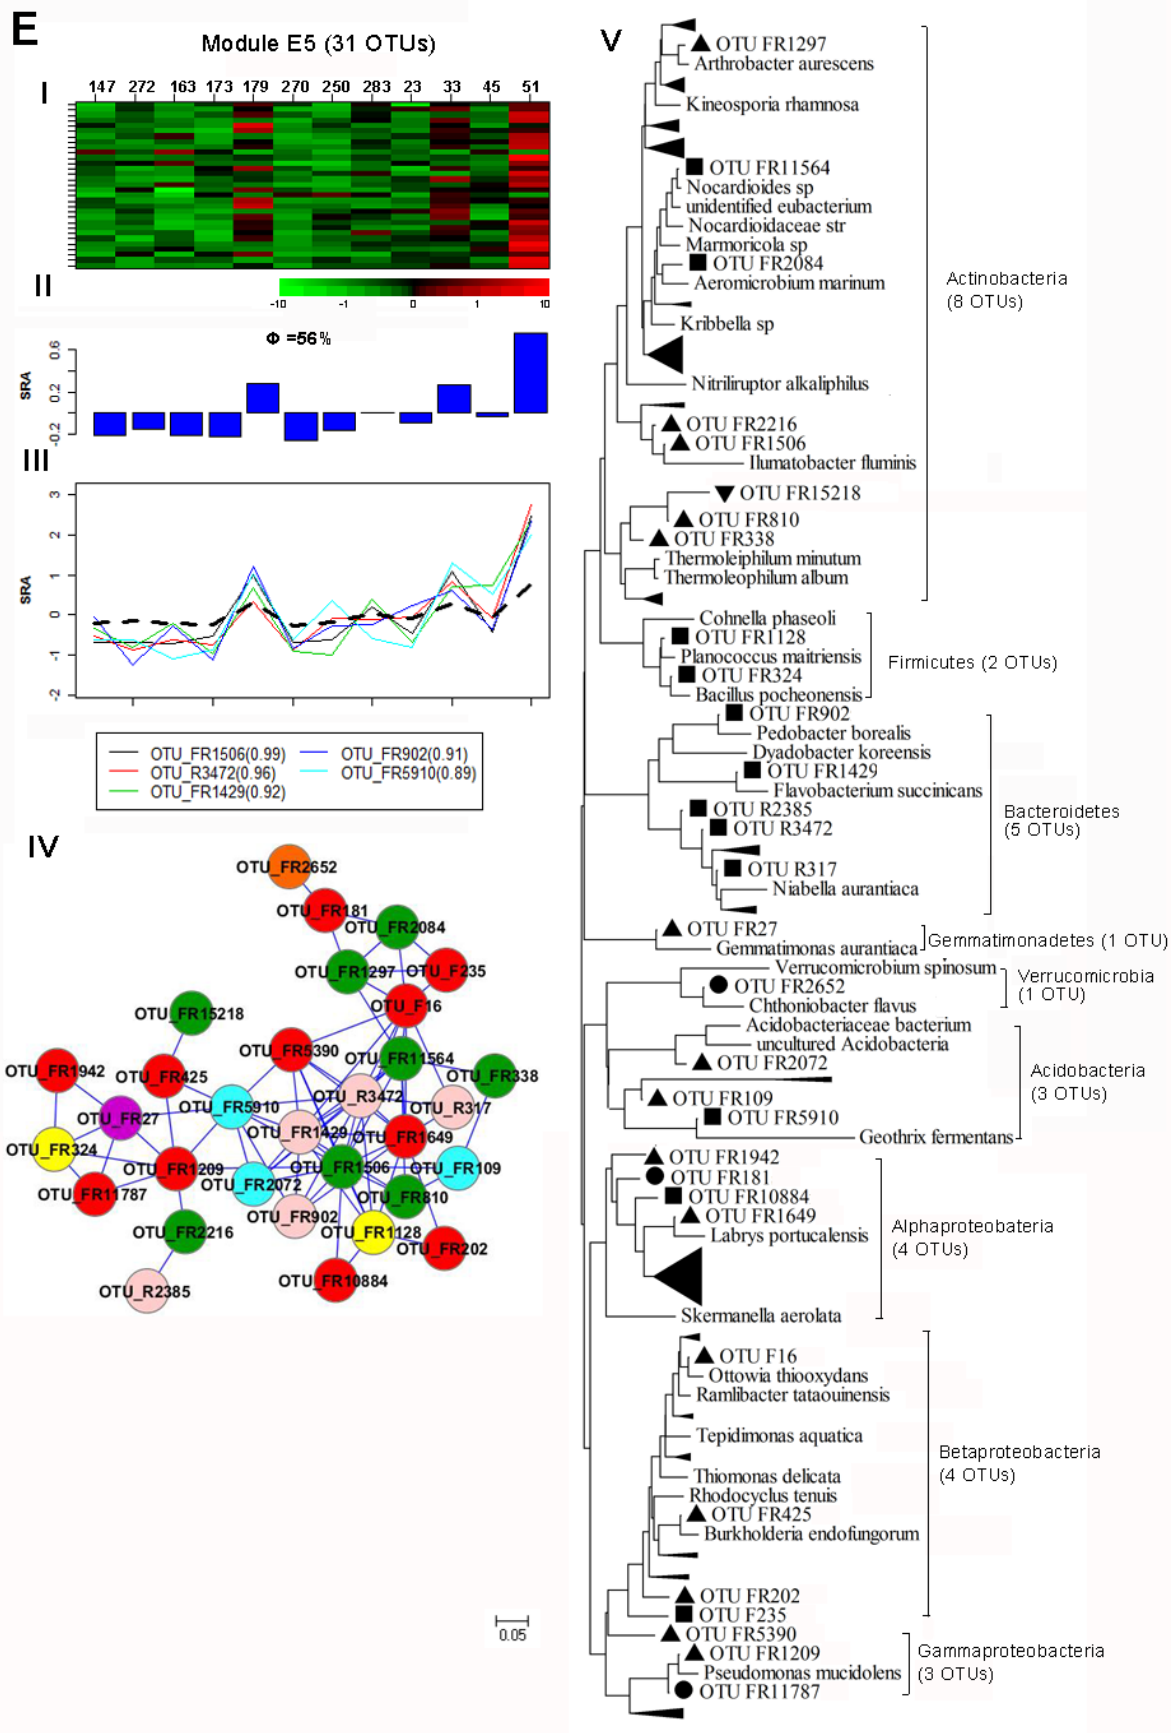 E
Module E5 (31 OTUs)
I
147 272 163 173 179 270 250 283 23 33 45 51
II
-10 -1 0 1 10
Φ =56%
SRA
0.6
0.2
-0.2
III
SRA
3
2
1
0
-1
-2
OTU_FR1506(0.99)
OTU_R3472(0.96)
OTU_FR1429(0.92)
OTU_FR902(0.91)
OTU_FR5910(0.89)
IV
OTU_FR2652
OTU_FR181
OTU_FR2084
OTU_FR1297
OTU_F235
OTU_F16
OTU_FR15218
OTU_FR5390
OTU_FR11564
OTU_FR1942
OTU_FR425
OTU_FR338
OTU_R3472
OTU_FR5910
OTU_R317
OTU_FR27
OTU_FR1429
OTU_FR1649
OTU_FR324
OTU_FR1209
OTU_FR1506
OTU_FR109
OTU_FR2072
OTU_FR11787
OTU_FR810
OTU_FR902
OTU_FR2216
OTU_FR1128
OTU_FR202
OTU_FR10884
OTU_R2385
0.05
V
OTU FR1297
Arthrobacter aurescens
Kineosporia rhamnosa
OTU FR11564
Nocardioides sp
unidentified eubacterium
Nocardioidaceae str
Marmoricola sp
OTU FR2084
Aeromicrobium marinum
Kribbella sp
Nitriliruptor alkaliphilus
OTU FR2216
OTU FR1506
Ilumatobacter fluminis
OTU FR15218
OTU FR810
OTU FR338
Thermoleiphilum minutum
Thermoleophilum album
Actinobacteria
(8 OTUs)
Cohnella phaseoli
OTU FR1128
Planococcus maitriensis
OTU FR324
Bacillus pocheonensis
Firmicutes (2 OTUs)
OTU FR902
Pedobacter borealis
Dyadobacter koreensis
OTU FR1429
Flavobacterium succinicans
OTU R2385
OTU R3472
OTU R317
Niabella aurantiaca
Bacteroidetes
(5 OTUs)
OTU FR27
Gemmatimonas aurantiaca
Gemmatimonadetes (1 OTU)
Verrucomicrobium spinosum
OTU FR2652
Chthoniobacter flavus
Verrucomicrobia
(1 OTU)
Acidobacteriaceae bacterium
uncultured Acidobacteria
OTU FR2072
OTU FR109
OTU FR5910
Geothrix fermentans
Acidobacteria
(3 OTUs)
OTU FR1942
OTU FR181
OTU FR10884
OTU FR1649
Labrys portucalensis
Skermanella aerolata
Alphaproteobateria
(4 OTUs)
OTU F16
Ottowia thiooxydans
Ramlibacter tataouinensis
Tepidimonas aquatica
Thiomonas delicata
Rhodocyclus tenuis
OTU FR425
Burkholderia endofungorum
OTU FR202
OTU F235
Betaproteobacteria
(4 OTUs)
OTU FR5390
OTU FR1209
Pseudomonas mucidolens
OTU FR11787
Gammaproteobacteria
(3 OTUs)